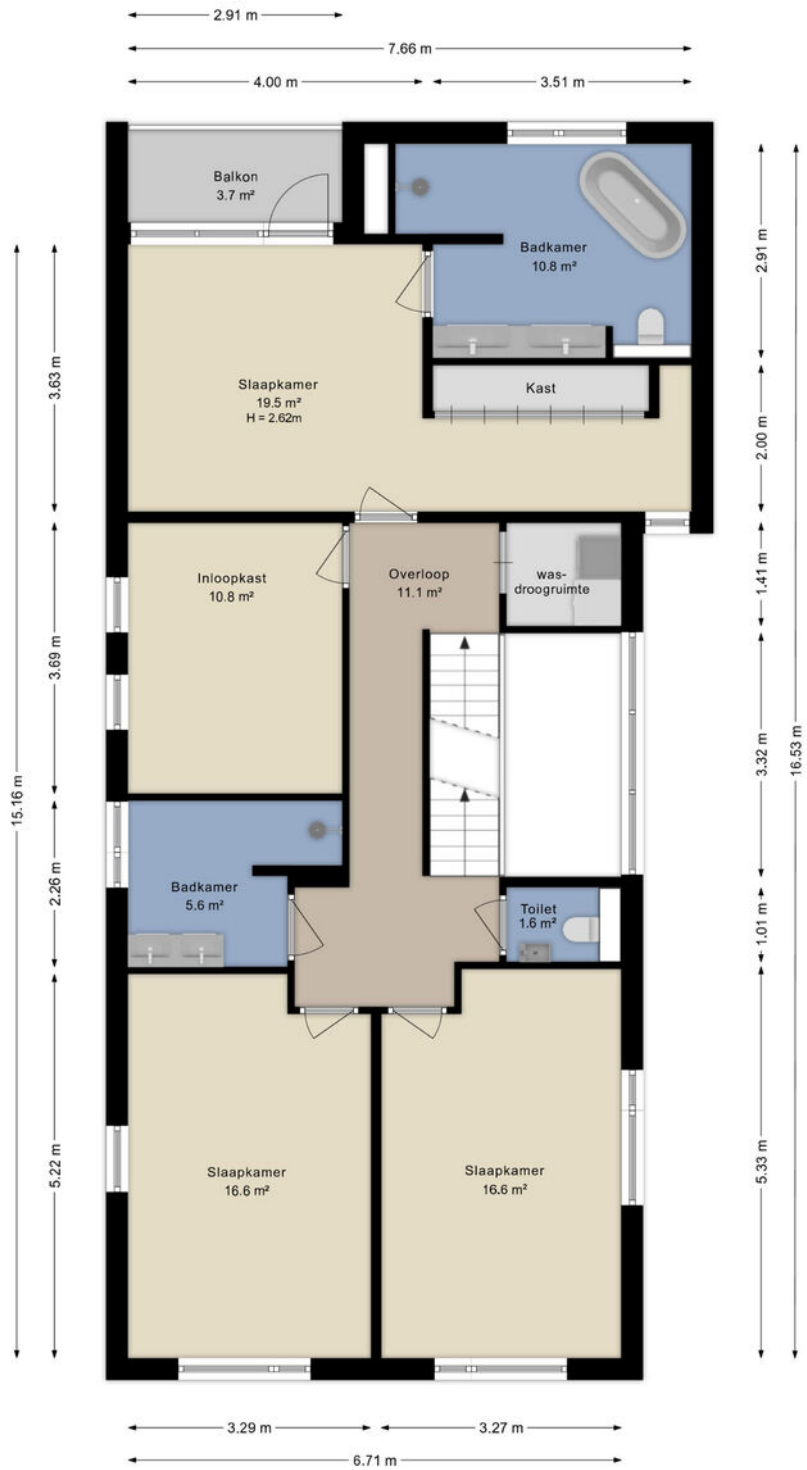 2.91 m
7.66 m
4.00 m
3.51 m
Balkon
3.7 m²
Badkamer
10.8 m²
2.91 m
Slaapkamer
19.5 m²
H = 2.62m
3.63 m
Kast
2.00 m
Inloopkast
10.8 m²
Overloop
11.1 m²
was-
droogruimte
1.41 m
3.69 m
3.32 m
15.16 m
16.53 m
Badkamer
5.6 m²
2.26 m
Toilet
1.6 m²
1.01 m
Slaapkamer
16.6 m²
5.22 m
Slaapkamer
16.6 m²
5.33 m
3.29 m
3.27 m
6.71 m